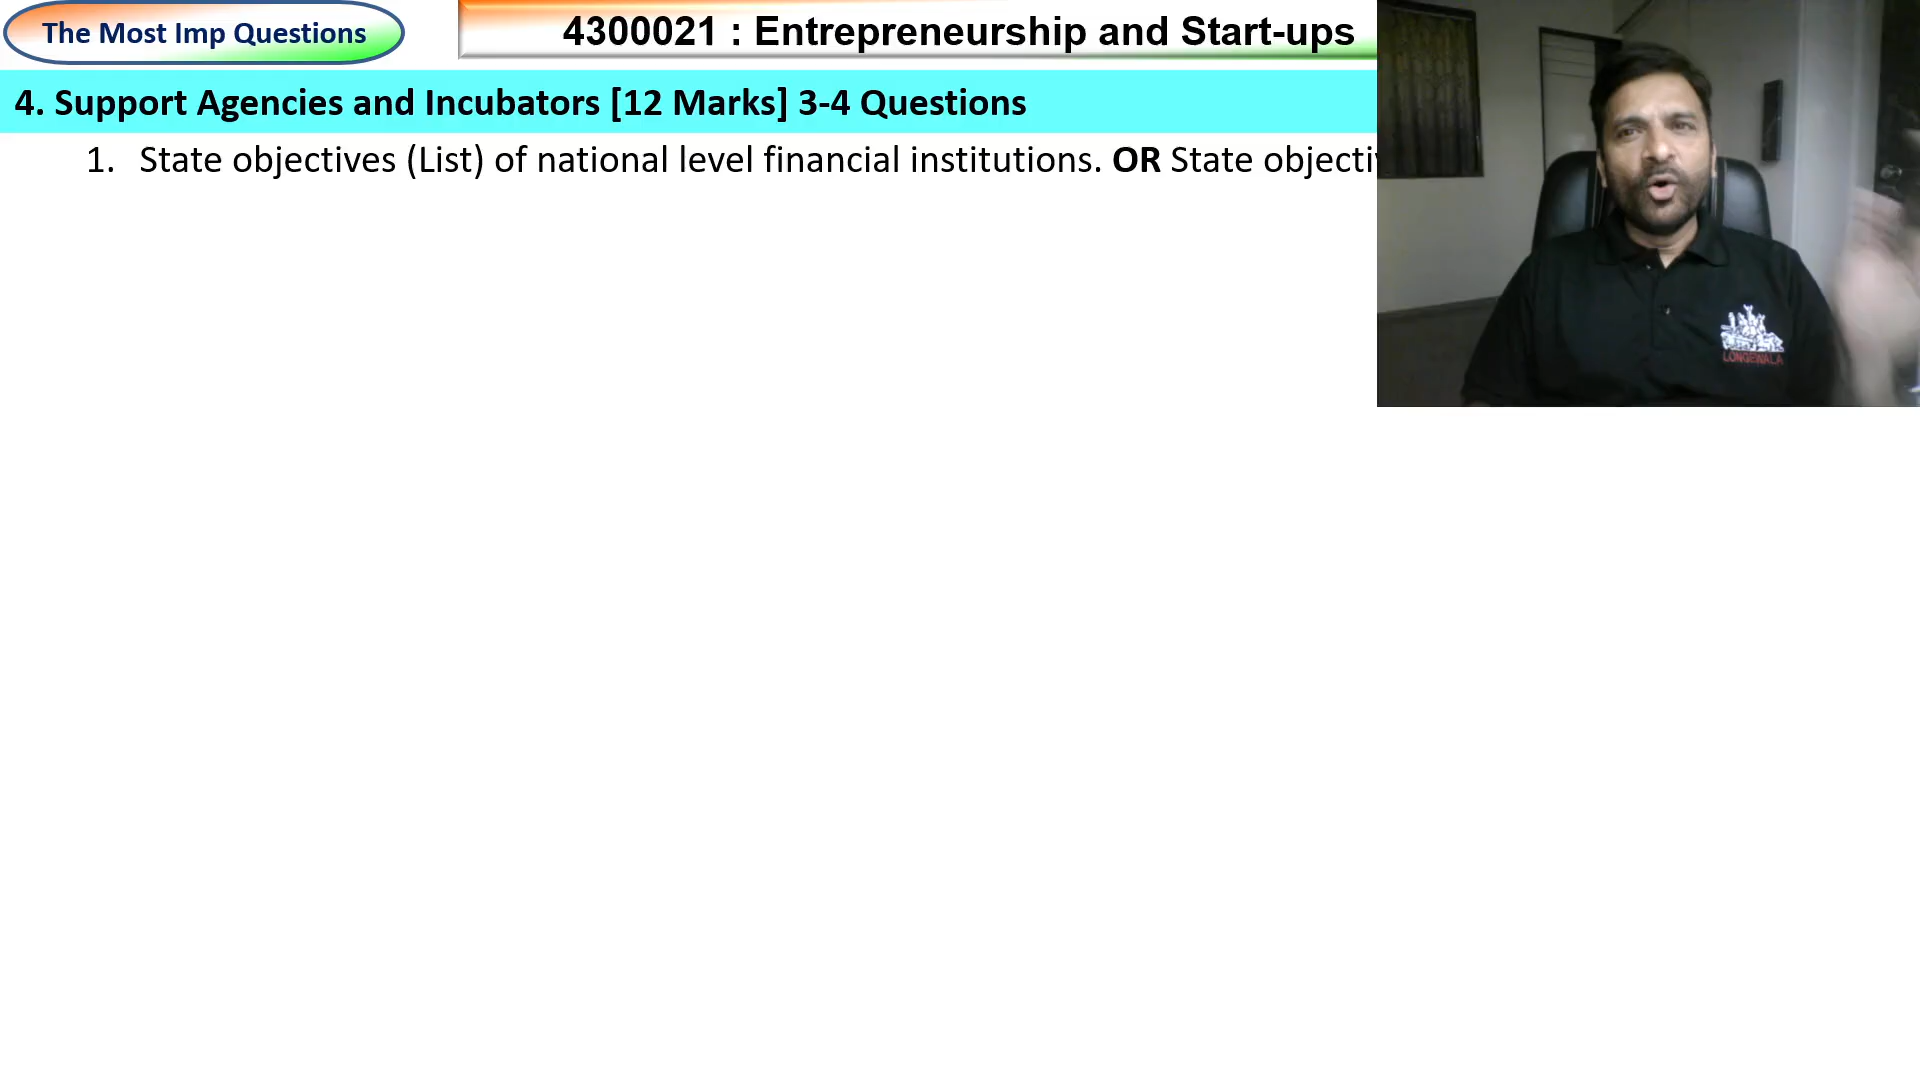 The Most Imp Questions
4300021 : Entrepreneurship and Start-ups
4. Support Agencies and Incubators [12 Marks] 3-4 Questions
1. State objectives (List) of national level financial institutions. OR State
LONGEWALA